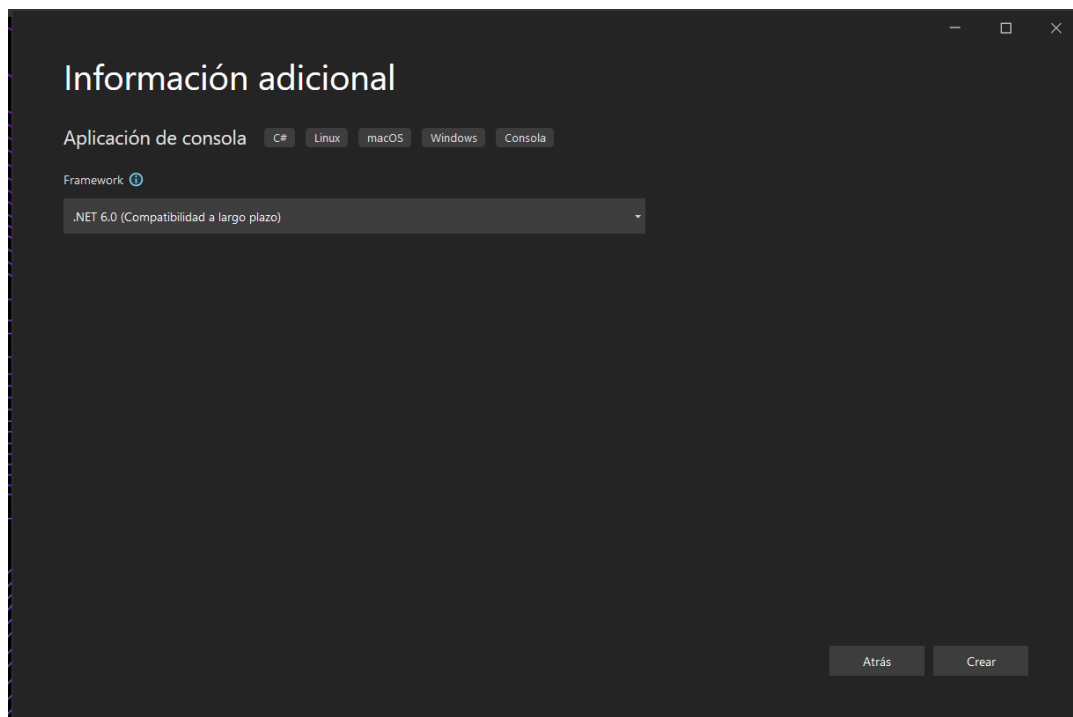 Información adicional
Aplicación de consola C# Linux macOS Windows Consola
Framework
.NET 6.0 (Compatibilidad a largo plazo)
Atrás Crear